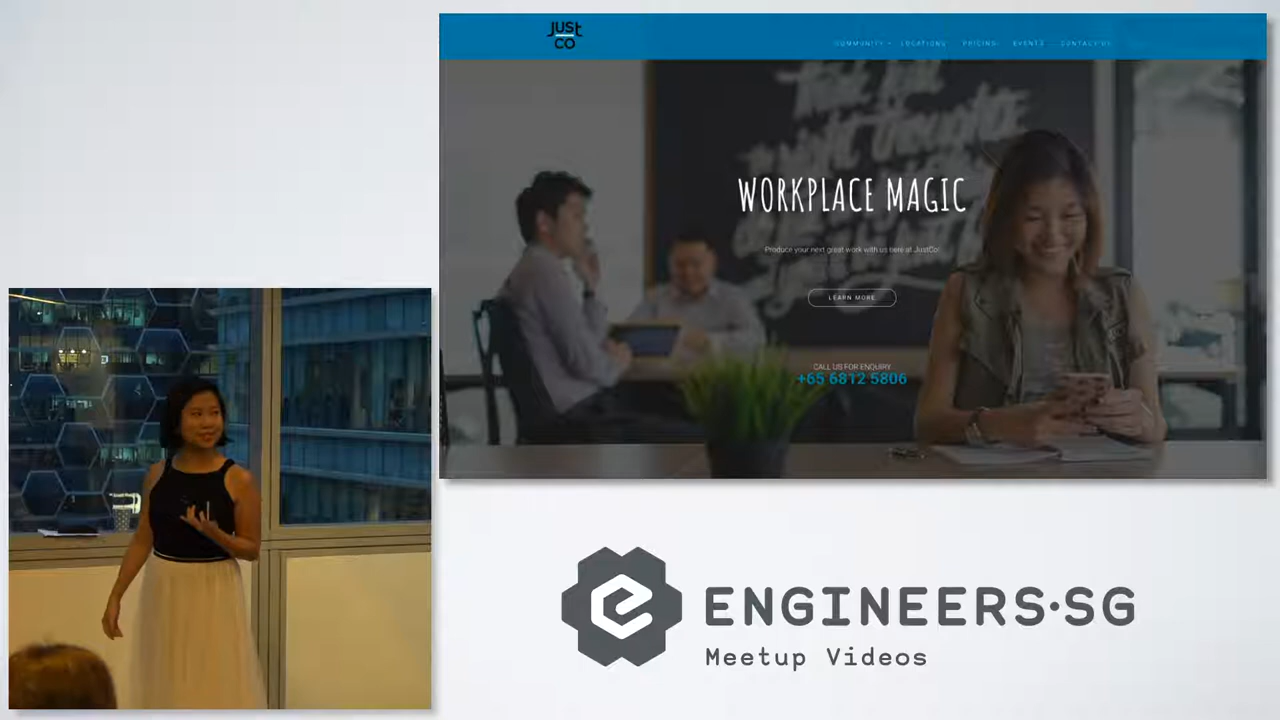 JUSt
CO
COMMUNITY
LOCATIONS
PRICING
EVENTS
CONTACT US
WORKPLACE MAGIC
Produce your next great work with us here at JustCo!
LEARN MORE
CALL US FOR ENQUIRY
+65 6812 5806
ENGINEERS·SG
Meetup Videos